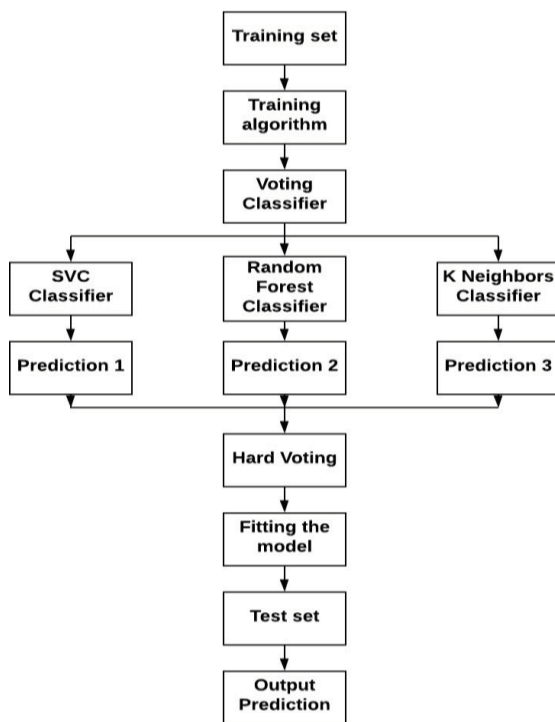 Training set
Training
algorithm
Voting
Classifier
SVC
Classifier
Random
Forest
Classifier
K Neighbors
Classifier
Prediction 1
Prediction 2
Prediction 3
Hard Voting
Fitting the
model
Test set
Output
Prediction